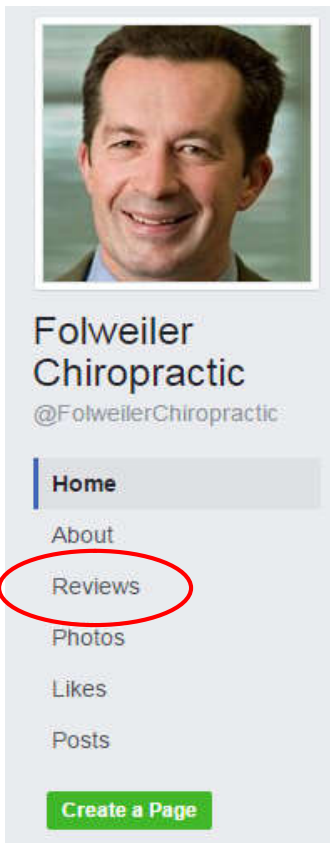 Folweiler
Chiropractic
@FolweilerChiropractic
Home
About
Reviews
Photos
Likes
Posts
Create a Page